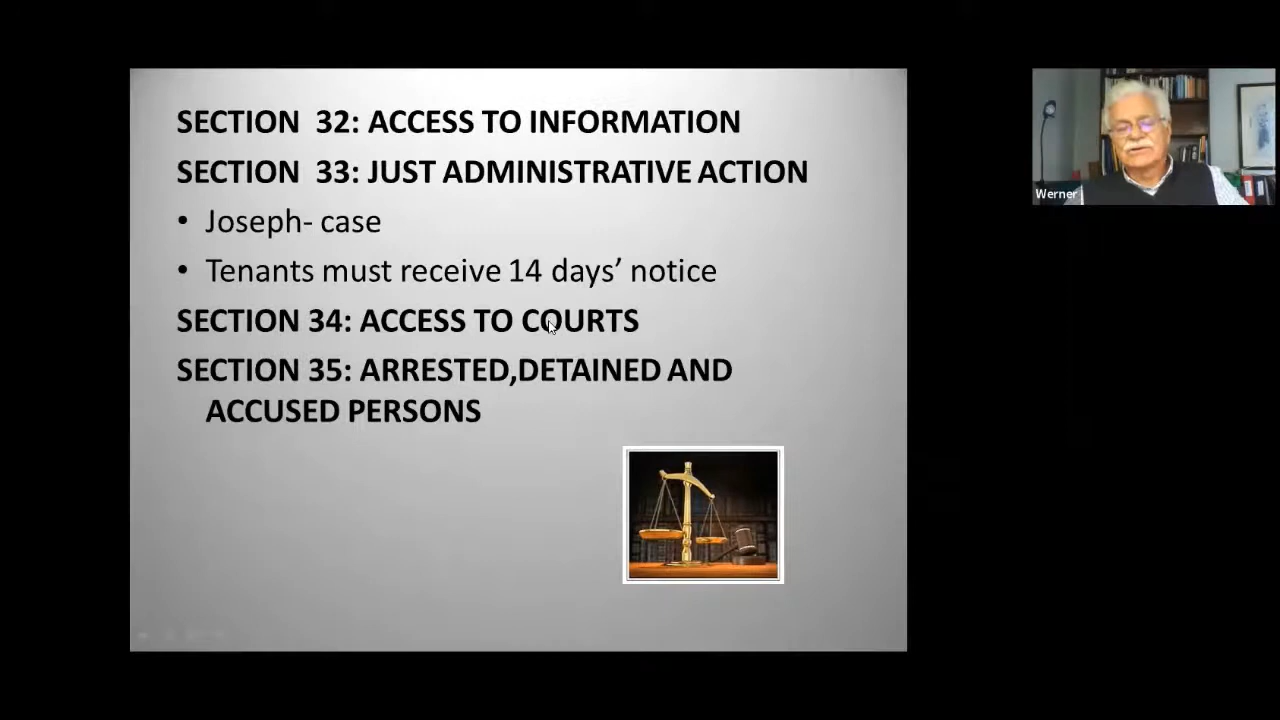 SECTION 32: ACCESS TO INFORMATION
SECTION 33: JUST ADMINISTRATIVE ACTION
• Joseph- case
• Tenants must receive 14 days’ notice
SECTION 34: ACCESS TO COURTS
SECTION 35: ARRESTED,DETAINED AND
ACCUSED PERSONS
Werner